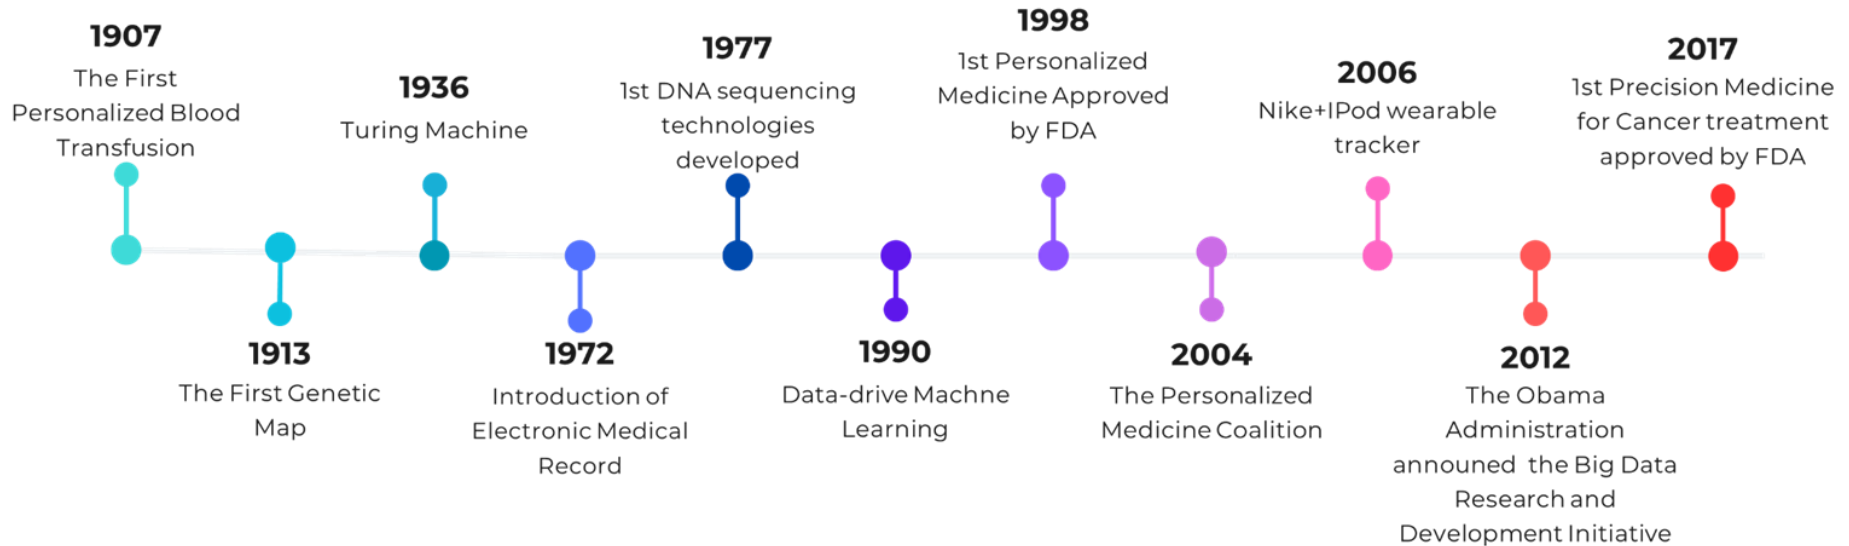 1907
The First
Personalized Blood
Transfusion
1913
The First Genetic
Map
1936
Turing Machine
1972
Introduction of
Electronic Medical
Record
1977
1st DNA sequencing
technologies
developed
1990
Data-drive Machne
Learning
1998
1st Personalized
Medicine Approved
by FDA
2004
The Personalized
Medicine Coalition
2006
Nike+IPod wearable
tracker
2012
The Obama
Administration
announed the Big Data
Research and
Development Initiative
2017
1st Precision Medicine
for Cancer treatment
approved by FDA